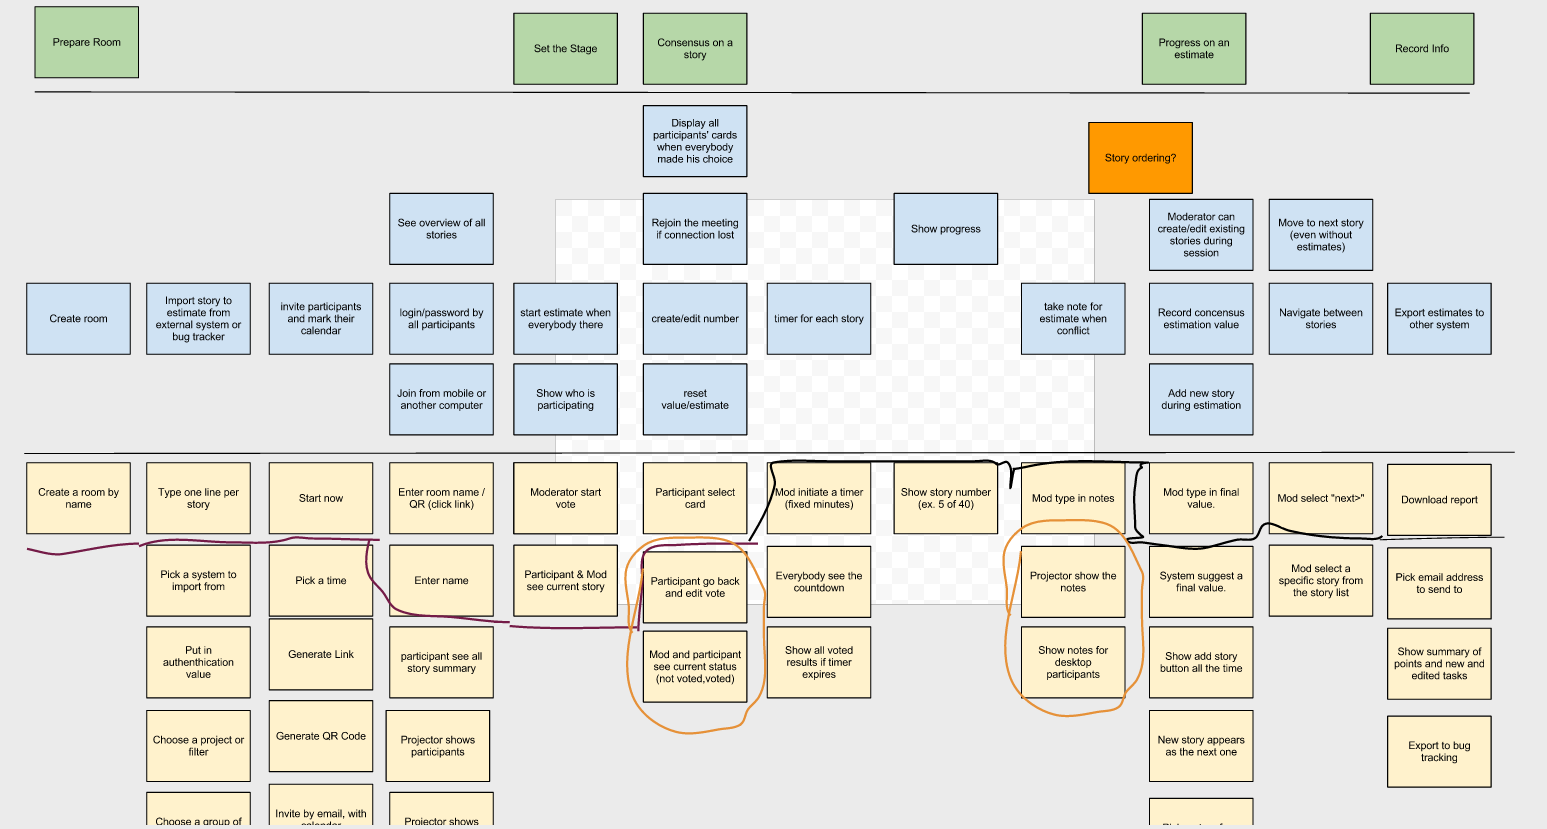 Prepare Room
Set the Stage
Consensus on a
story
Progress on an
estimate
Record Info
Display all
participants' cards
when everybody
made his choice
Story ordering?
See overview of all
stories
Rejoin the meeting
if connection lost
Show progress
Moderator can
create/edit existing
stories during
session
Move to next story
(even without
estimates)
Create room
Import story to
estimate from
external system or
bug tracker
invite participants
and mark their
calendar
login/password by
all participants
start estimate when
everybody there
create/edit number
timer for each story
take note for
estimate when
conflict
Record concensus
estimation value
Navigate between
stories
Export estimates to
other system
Join from mobile or
another computer
Show who is
participating
reset
value/estimate
Add new story
during estimation
Create a room by
name
Type one line per
story
Start now
Enter room name /
QR (click link)
Moderator start
vote
Participant select
card
Mod initiate a timer
(fixed minutes)
Show story number
(ex. 5 of 40)
Mod type in notes
Mod type in final
value.
Mod select "next>"
Download report
Pick a system to
import from
Pick a time
Enter name
Participant & Mod
see current story
Participant go back
and edit vote
Everybody see the
countdown
Projector show the
notes
System suggest a
final value.
Mod select a
specific story from
the story list
Pick email address
to send to
Put in
authenthication
value
Generate Link
participant see all
story summary
Mod and participant
see current status
(not voted,voted)
Show all voted
results if timer
expires
Show notes for
desktop
participants
Show add story
button all the time
Show summary of
points and new and
edited tasks
Choose a project or
filter
Generate QR Code
Projector shows
participants
New story appears
as the next one
Export to bug
tracking
Choose a group of
Invite by email, with
Projector shows